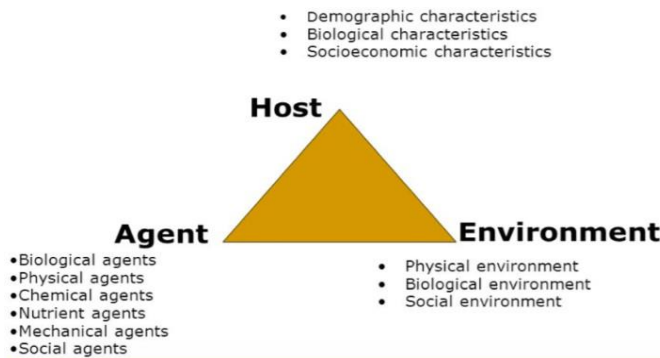 • Demographic characteristics
• Biological characteristics
• Socioeconomic characteristics
Host
Agent
•Biological agents
•Physical agents
•Chemical agents
•Nutrient agents
•Mechanical agents
•Social agents
Environment
• Physical environment
• Biological environment
• Social environment